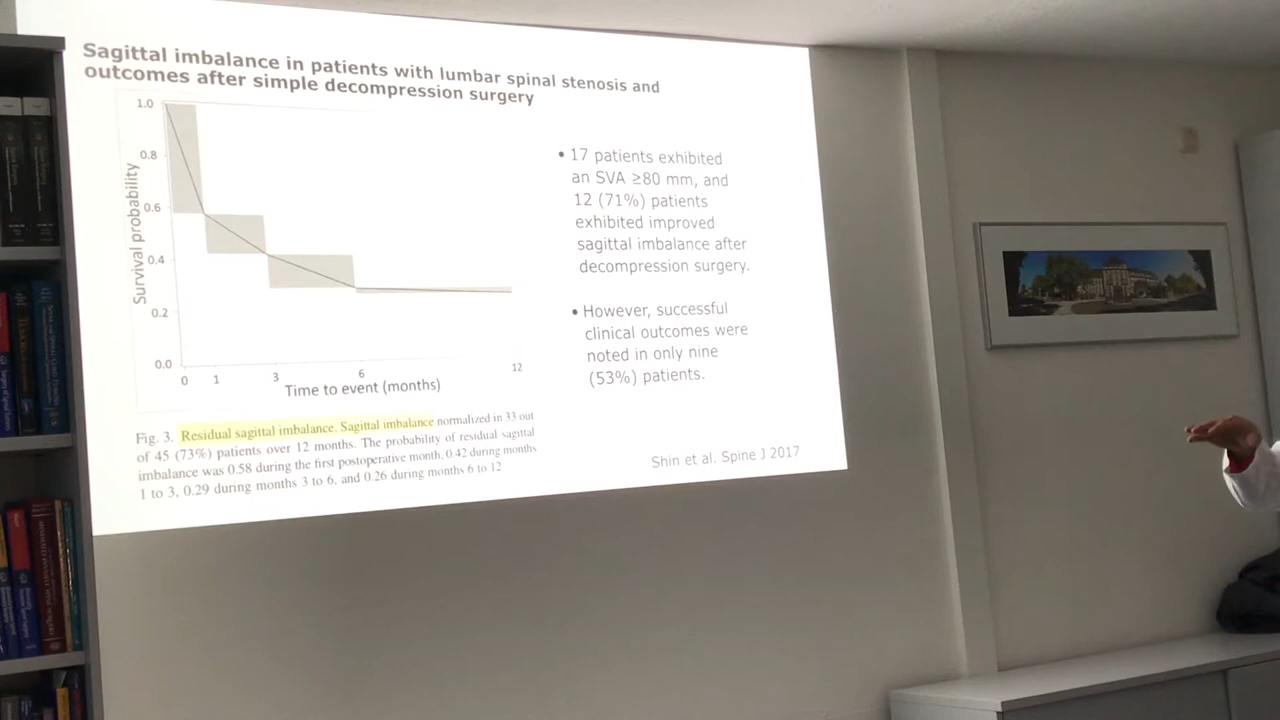 Sagittal imbalance in patients with lumbar spinal stenosis and
outcomes after simple decompression surgery
1.0
0.8
0.6
0.4
0.2
0.0
Survival probability
0
1
3
6
12
Time to event (months)
Fig. 3. Residual sagittal imbalance. Sagittal imbalance normalized in 33 out
of 45 (73%) patients over 12 months. The probability of residual sagittal
imbalance was 0.58 during the first postoperative month, 0.42 during months
1 to 3, 0.29 during months 3 to 6, and 0.26 during months 6 to 12
• 17 patients exhibited
an SVA ≥80 mm, and
12 (71%) patients
exhibited improved
sagittal imbalance after
decompression surgery.
• However, successful
clinical outcomes were
noted in only nine
(53%) patients.
Shin et al. Spine J 2017